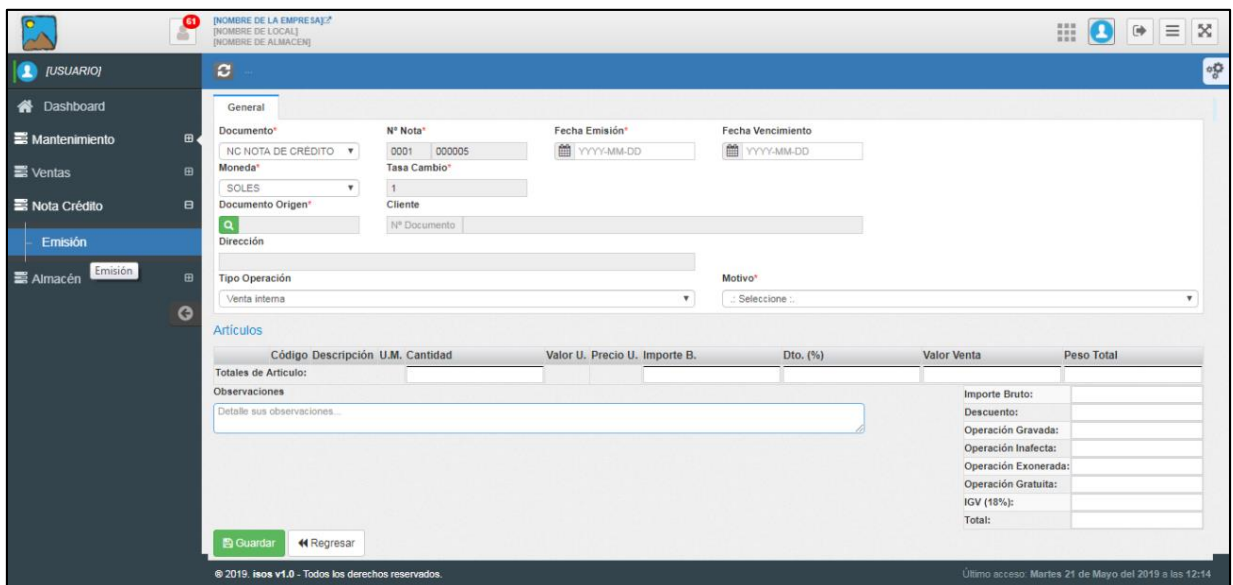 61
[NOMBRE DE LA EMPRESA]
[NOMBRE DE LOCAL]
[NOMBRE DE ALMACEN]
[USUARIO]
...
Dashboard
Mantenimiento
Ventas
Nota Crédito
Emisión
Almacén
Emisión
General
Documento* Nº Nota* Fecha Emisión* Fecha Vencimiento
NC NOTA DE CRÉDITO 0001 000005 YYYY-MM-DD YYYY-MM-DD
Moneda* Tasa Cambio*
SOLES 1
Documento Origen* Cliente
Nº Documento
Dirección
Tipo Operación Motivo*
Venta interna .: Seleccione :.
Artículos
Código Descripción U.M. Cantidad Valor U. Precio U. Importe B. Dto. (%) Valor Venta Peso Total
Totales de Articulo:
Observaciones
Detalle sus observaciones...
Importe Bruto:
Descuento:
Operación Gravada:
Operación Inafecta:
Operación Exonerada:
Operación Gratuita:
IGV (18%):
Total:
Guardar Regresar
© 2019. isos v1.0 - Todos los derechos reservados. Último acceso: Martes 21 de Mayo del 2019 a las 12:14